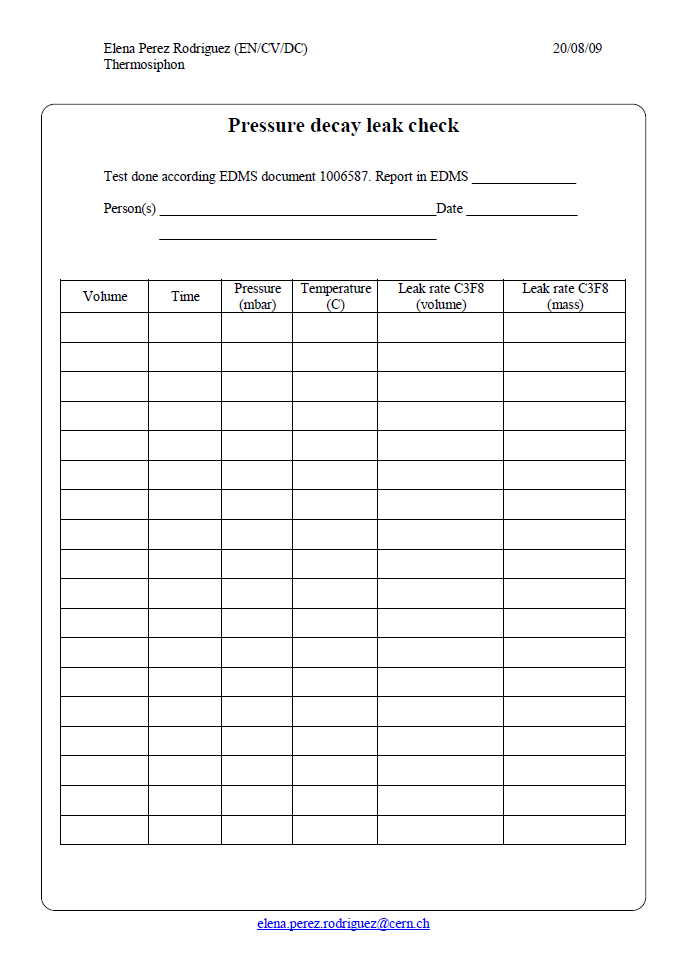 Elena Perez Rodriguez (EN/CV/DC) 20/08/09
Thermosiphon
Pressure decay leak check
Test done according EDMS document 1006587. Report in EDMS _______________
Person(s) ________________________________________Date ________________
________________________________________
Volume Time Pressure (mbar) Temperature (C) Leak rate C3F8 (volume) Leak rate C3F8 (mass)
elena.perez.rodriguez@cern.ch